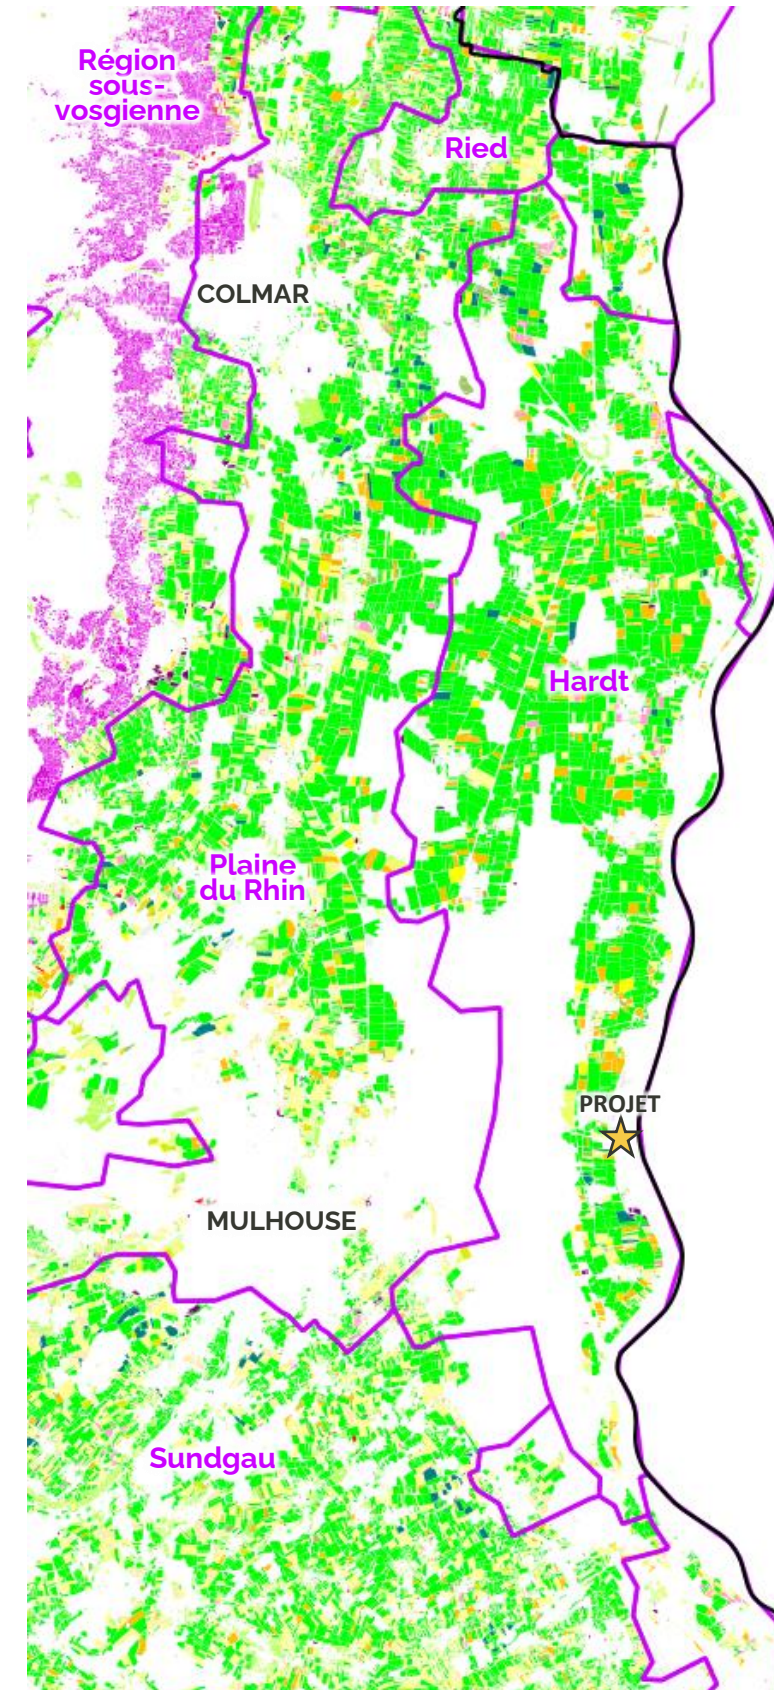 Région
sous-
vosgienne
Ried
COLMAR
Hardt
Plaine
du Rhin
PROJET
MULHOUSE
Sundgau